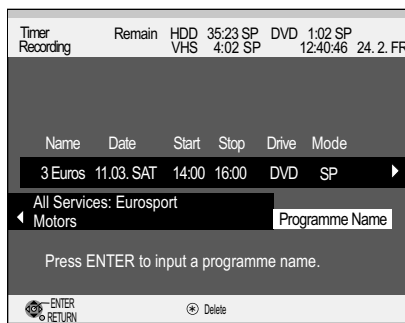 Timer Recording Remain HDD 35:23 SP DVD 1:02 SP
VHS 4:02 SP 12:40:46 24. 2. FR
Name Date Start Stop Drive Mode
3 Euros 11.03. SAT 14:00 16:00 DVD SP
All Services: Eurosport
Motors
Programme Name
Press ENTER to input a programme name.
ENTER
RETURN
Delete